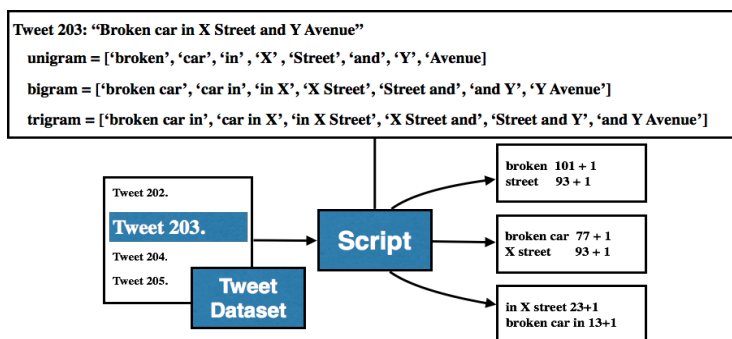 Tweet 203: “Broken car in X Street and Y Avenue”
unigram = [‘broken’, ‘car’, ‘in’ , ‘X’ , ‘Street’, ‘and’, ‘Y’, ‘Avenue]
bigram = [‘broken car’, ‘car in’, ‘in X’, ‘X Street’, ‘Street and’, ‘and Y’, ‘Y Avenue’]
trigram = [‘broken car in’, ‘car in X’, ‘in X Street’, ‘X Street and’, ‘Street and Y’, ‘and Y Avenue’]
Tweet 202.
Tweet 203.
Tweet 204.
Tweet 205.
Tweet
Dataset
Script
broken 101 + 1
street 93 + 1
broken car 77 + 1
X street 93 + 1
in X street 23+1
broken car in 13+1